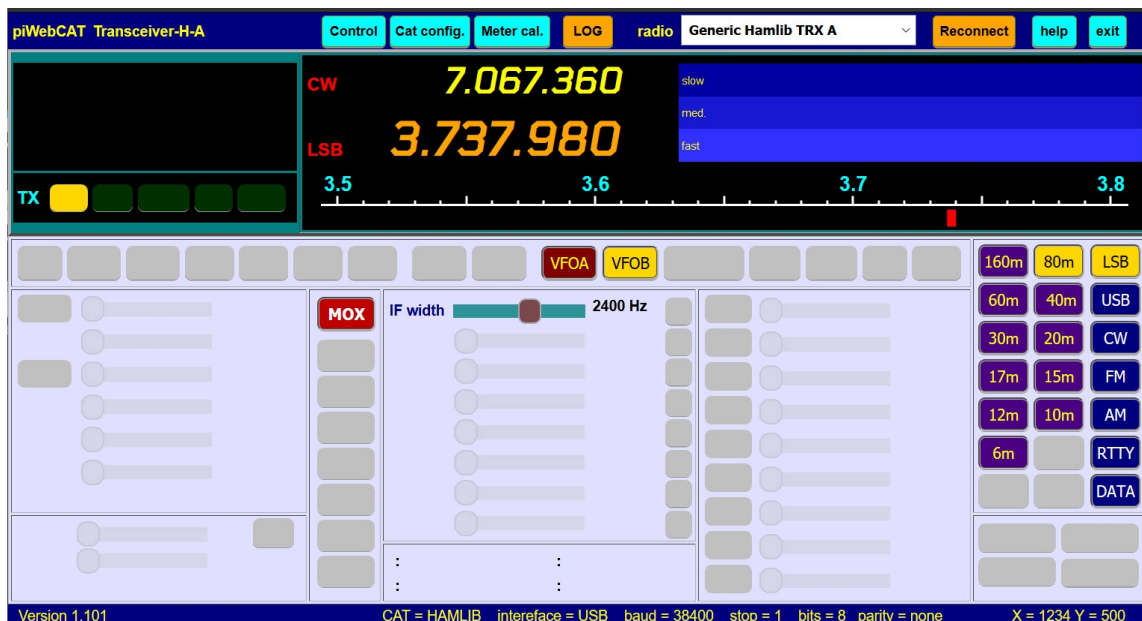 piWebCAT Transceiver-H-A Control Cat config. Meter cal. LOG radio Generic Hamlib TRX A Reconnect help exit
CW 7.067.360
LSB 3.737.980
slow
med.
fast
3.5 3.6 3.7 3.8
TX
VFOA VFOB
160m 80m LSB
MOX
IF width 2400 Hz
60m 40m USB
30m 20m CW
17m 15m FM
12m 10m AM
6m RTTY
DATA
: :
: :
Version 1.101 CAT = HAMLIB intereface = USB baud = 38400 stop = 1 bits = 8 parity = none X = 1234 Y = 500